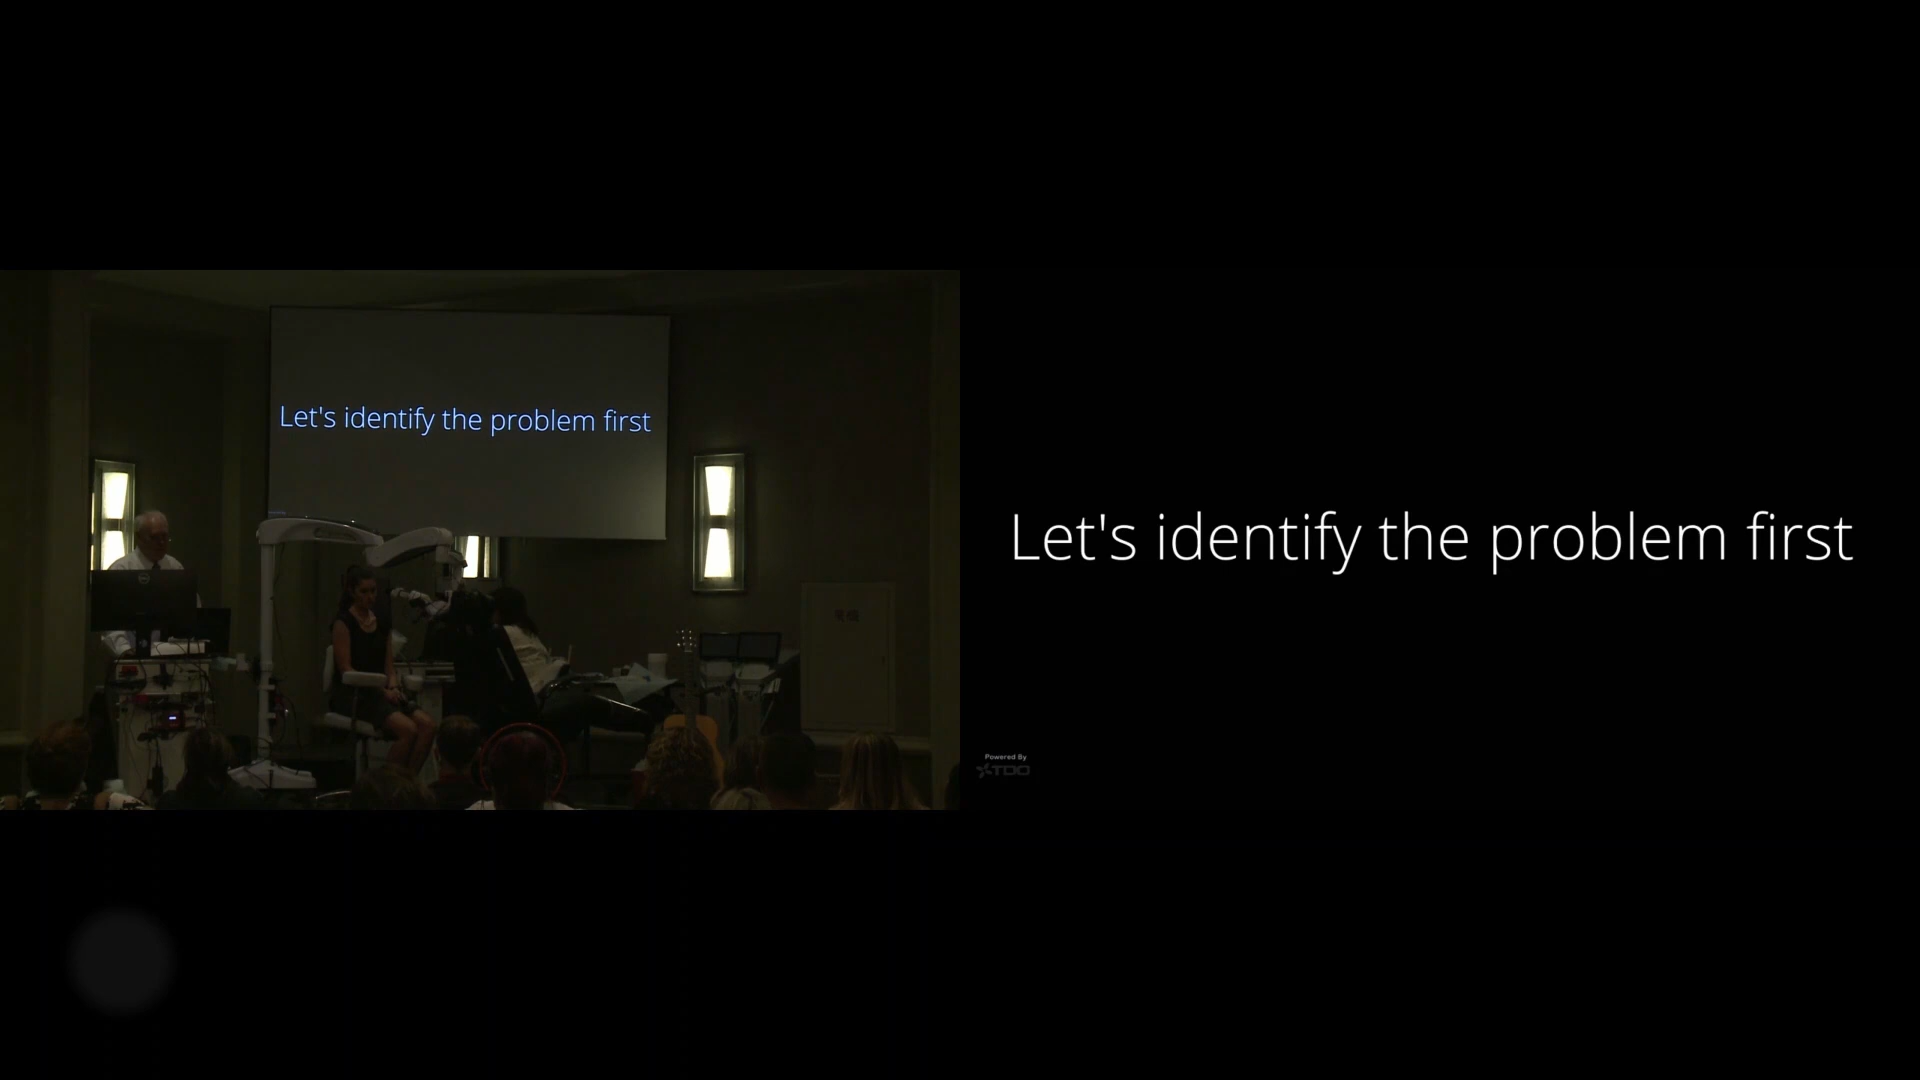 Let's identify the problem first
Let's identify the problem first
Powered By
TDO